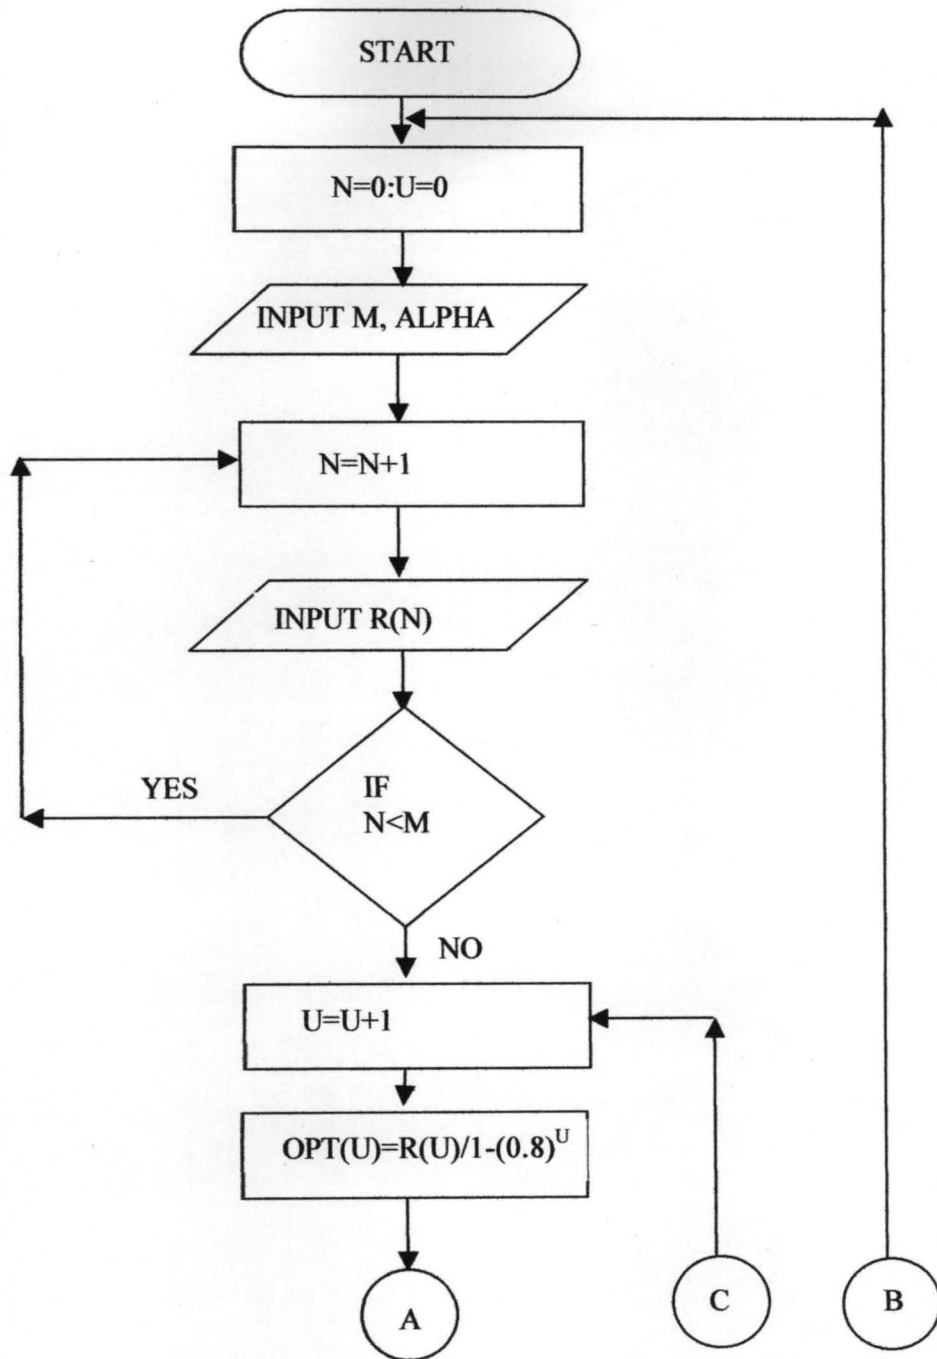 START
N=0:U=0
INPUT M, ALPHA
N=N+1
INPUT R(N)
YES
IF
N<M
NO
U=U+1
OPT(U)=R(U)/1-(0.8)^U
A
C
B